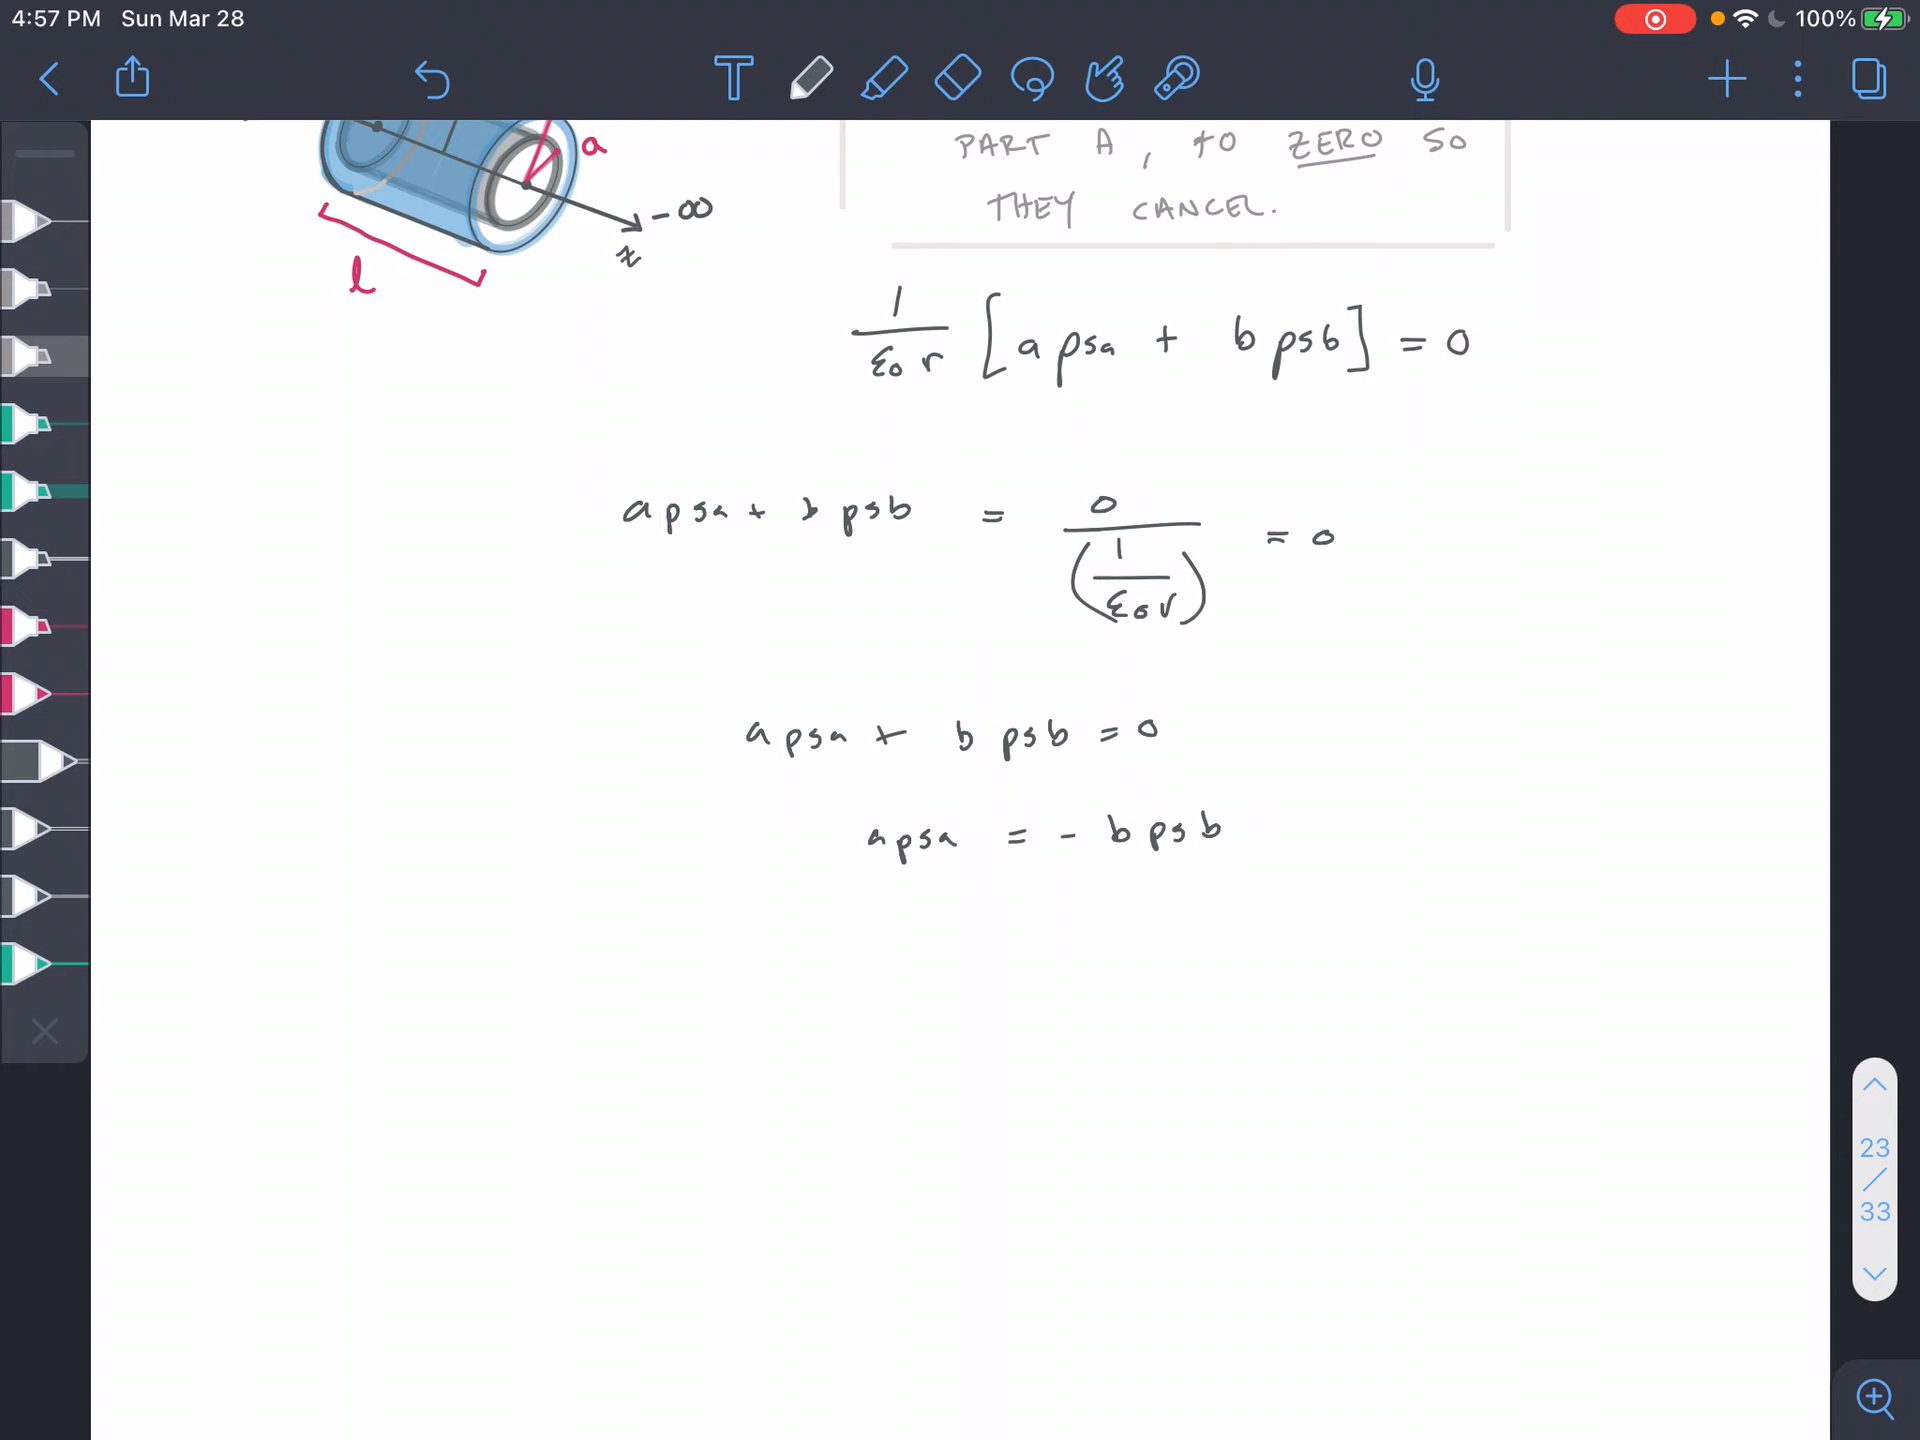 4:57 PM Sun Mar 28
100%
T
a
-∞
z
l
PART A, to ZERO SO
THEY CANCEL.
1/(ε₀ r) [a ρsa + b ρsb] = 0
a ρsa + b ρsb = 0/(1/(ε₀ r)) = 0
a ρsa + b ρsb = 0
a ρsa = - b ρsb
23
/
33